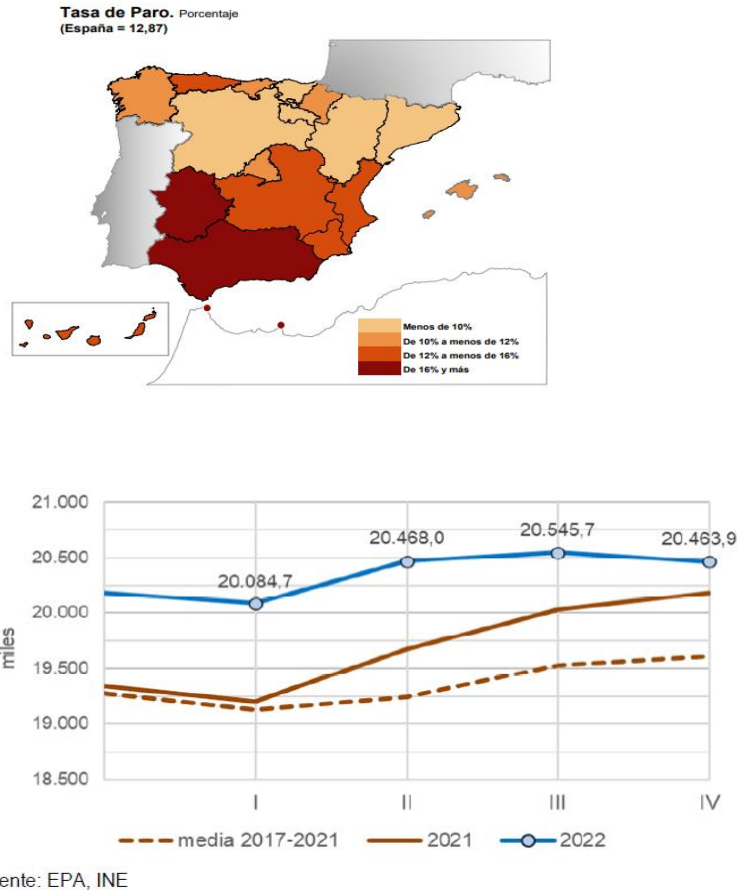 Tasa de Paro. Porcentaje
(España = 12,87)
Menos de 10%
De 10% a menos de 12%
De 12% a menos de 16%
De 16% y más
21.000
20.500
20.000
19.500
19.000
18.500
miles
20.084,7
20.468,0
20.545,7
20.463,9
I
II
III
IV
media 2017-2021
2021
2022
ente: EPA, INE